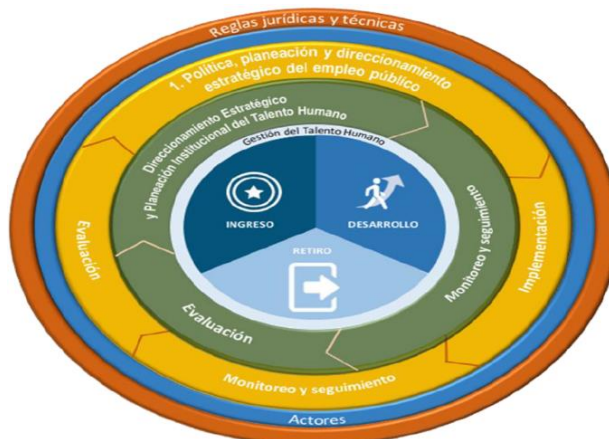 Reglas jurídicas y técnicas
1. Política, planeación y direccionamiento
estratégico del empleo público
Direccionamiento Estratégico
y Planeación Institucional del Talento Humano
Gestión del Talento Humano
INGRESO
DESARROLLO
RETIRO
Monitoreo y seguimiento
Evaluación
Implementación
Monitoreo y seguimiento
Evaluación
Actores